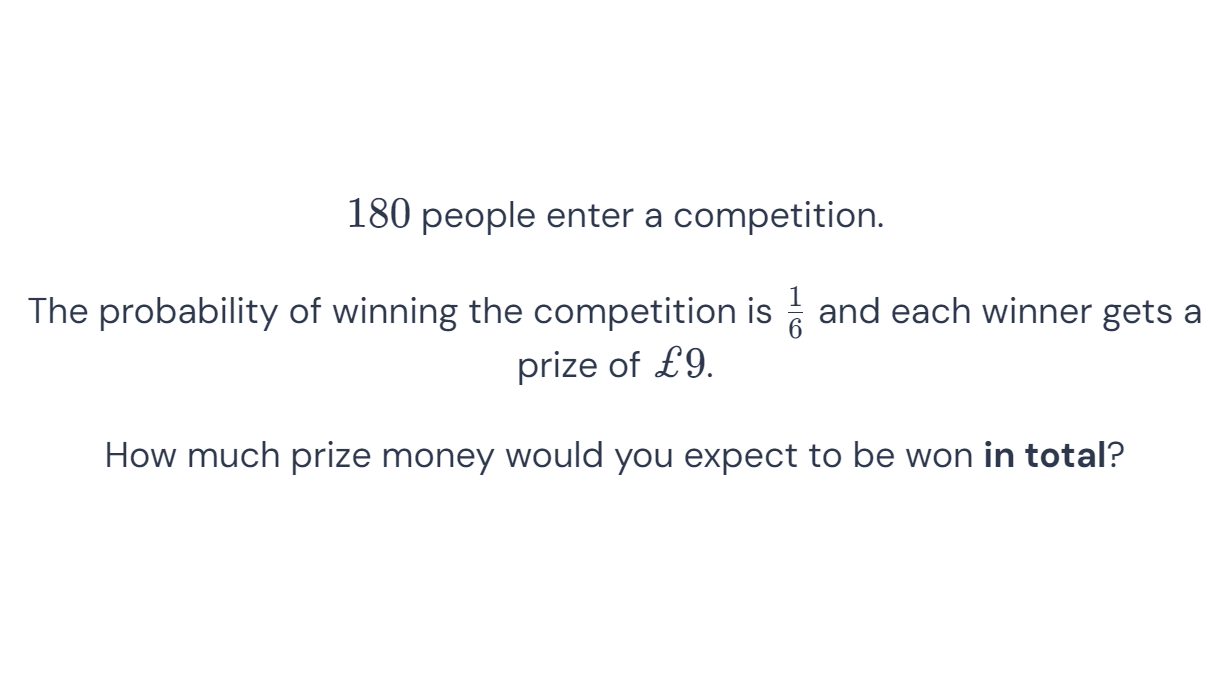 180 people enter a competition.
The probability of winning the competition is 1/6 and each winner gets a
prize of £9.
How much prize money would you expect to be won in total?